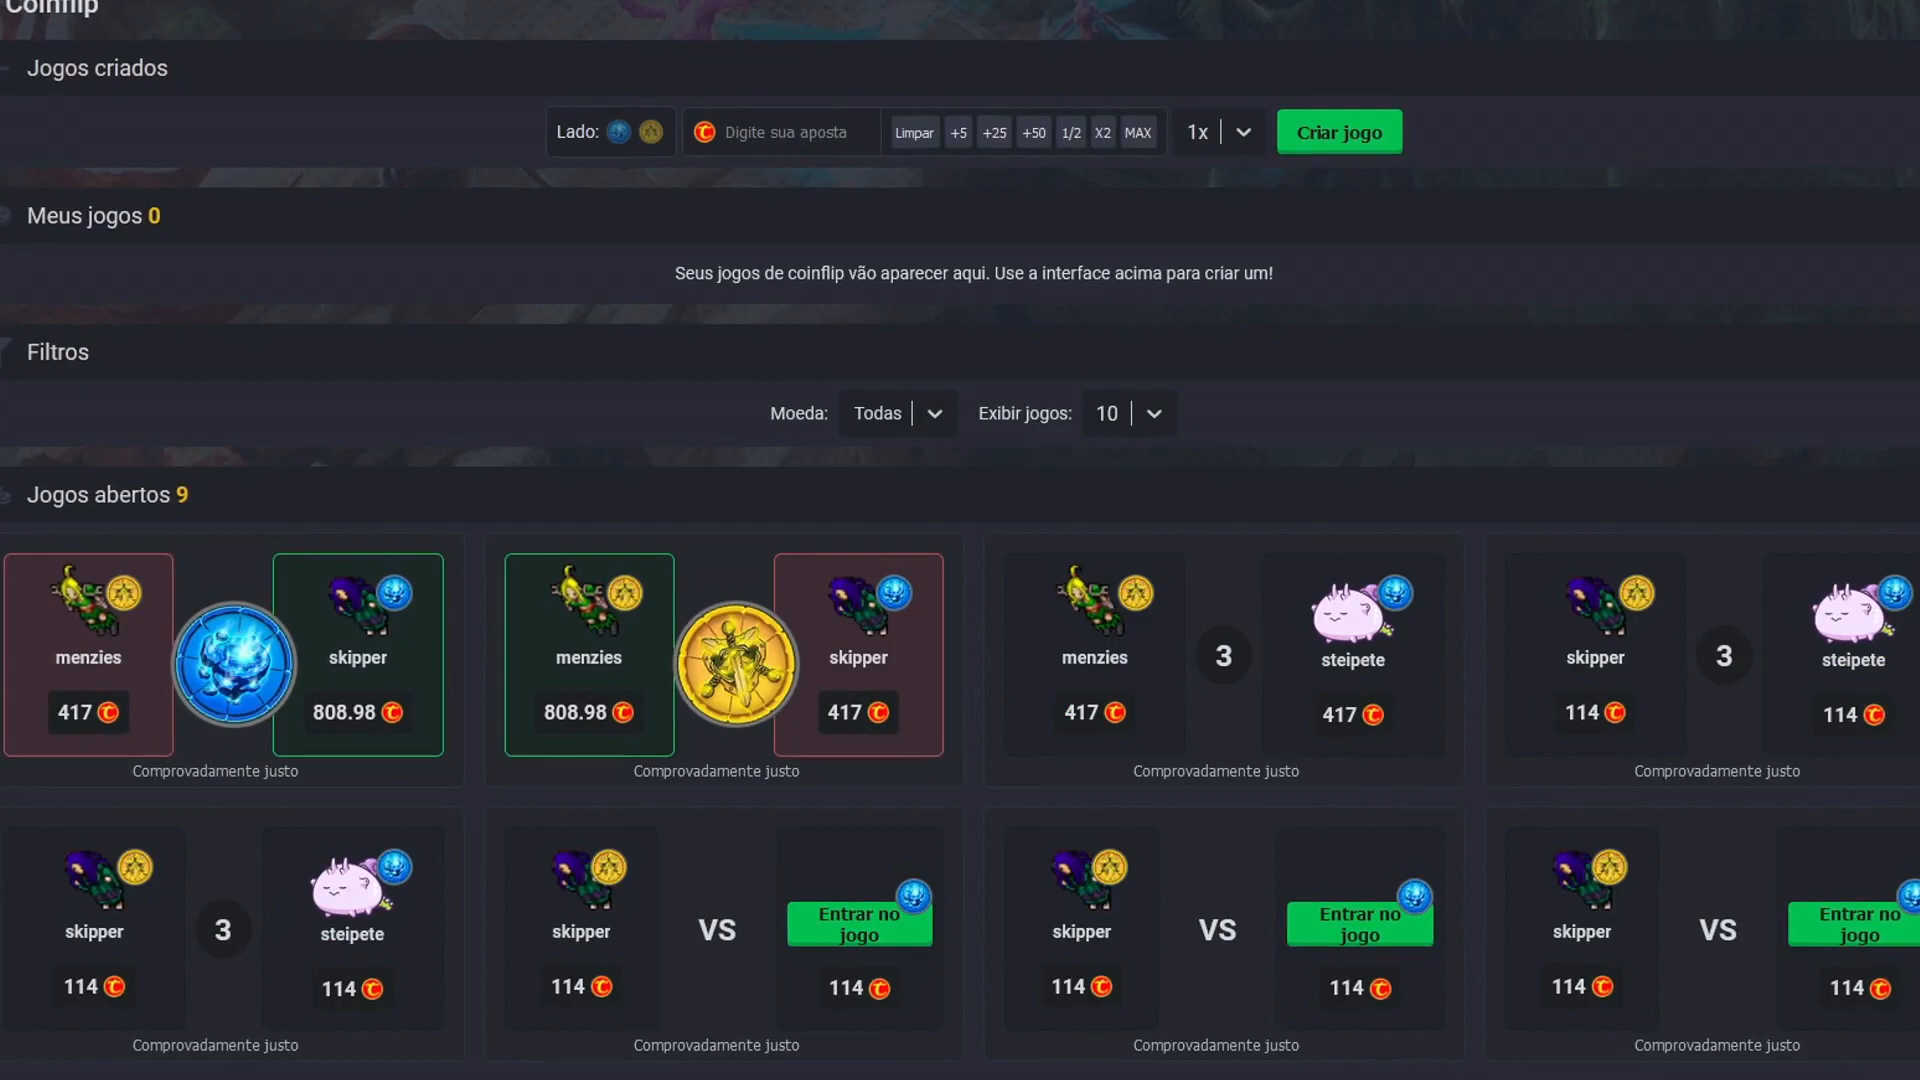 Coinflip
Jogos criados
Lado: Digite sua aposta Limpar +5 +25 +50 1/2 X2 MAX 1x Criar jogo
Meus jogos 0
Seus jogos de coinflip vão aparecer aqui. Use a interface acima para criar um!
Filtros
Moeda: Todas Exibir jogos: 10
Jogos abertos 9
menzies skipper
417 808.98
Comprovadamente justo
menzies skipper
808.98 417
Comprovadamente justo
menzies 3 steipete
417 417
Comprovadamente justo
skipper 3 steipete
114 114
Comprovadamente justo
skipper 3 steipete
114 114
Comprovadamente justo
skipper VS Entrar no
jogo
114 114
Comprovadamente justo
skipper VS Entrar no
jogo
114 114
Comprovadamente justo
skipper VS Entrar no
jogo
114 114
Comprovadamente justo